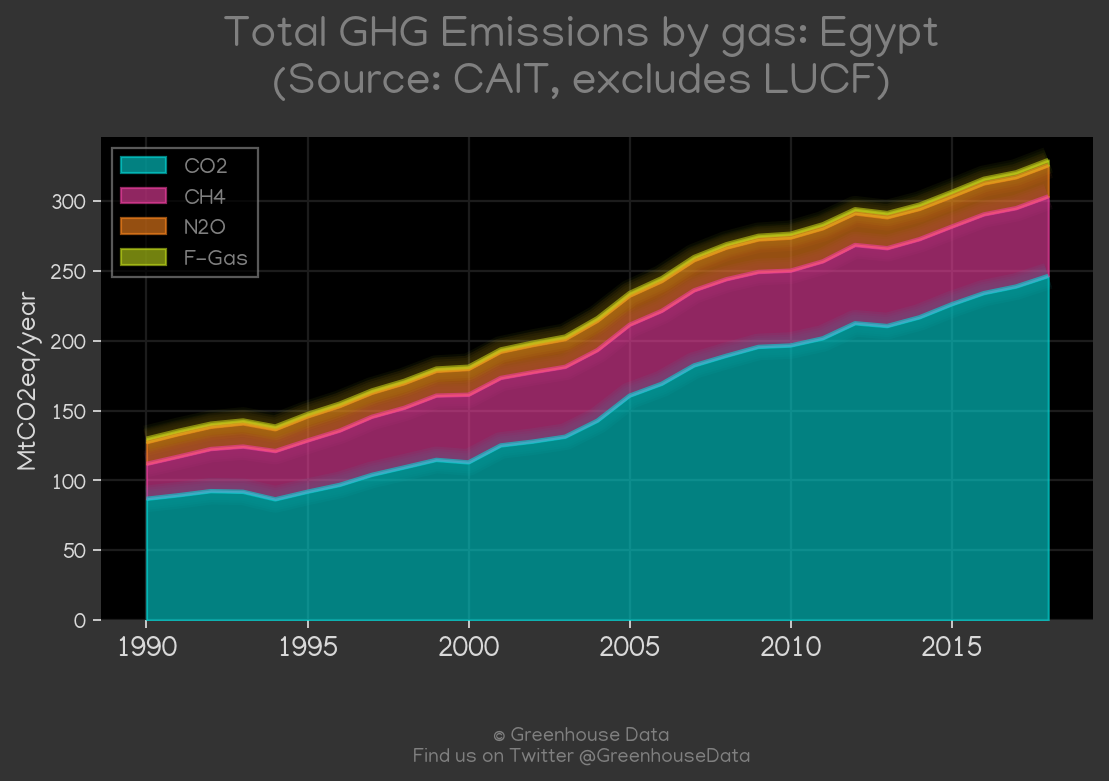 Total GHG Emissions by gas: Egypt
(Source: CAIT, excludes LUCF)
CO2
CH4
N2O
F-Gas
MtCO2eq/year
300
250
200
150
100
50
0
1990 1995 2000 2005 2010 2015
© Greenhouse Data
Find us on Twitter @GreenhouseData